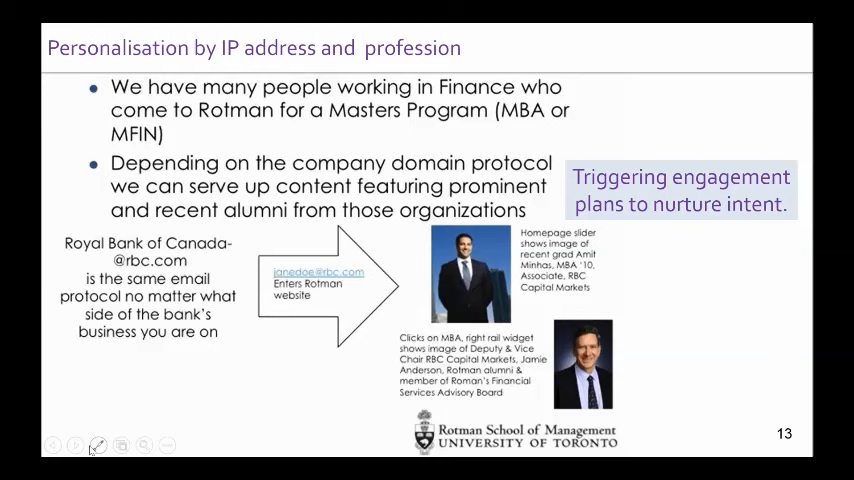 Personalisation by IP address and profession
We have many people working in Finance who
come to Rotman for a Masters Program (MBA or
MFIN)
Depending on the company domain protocol
we can serve up content featuring prominent
and recent alumni from those organizations
Triggering engagement
plans to nurture intent.
Royal Bank of Canada-
@rbc.com
is the same email
protocol no matter what
side of the bank's
business you are on
janedoe@rbc.com
Enters Rotman
website
Homepage slider
shows image of
recent grad Amit
Minhas, MBA '10,
Associate, RBC
Capital Markets
Clicks on MBA, right rail widget
shows image of Deputy & Vice
Chair RBC Capital Markets, Jamie
Anderson, Rotman alumni &
member of Roman's Financial
Services Advisory Board
Rotman School of Management
UNIVERSITY OF TORONTO
13